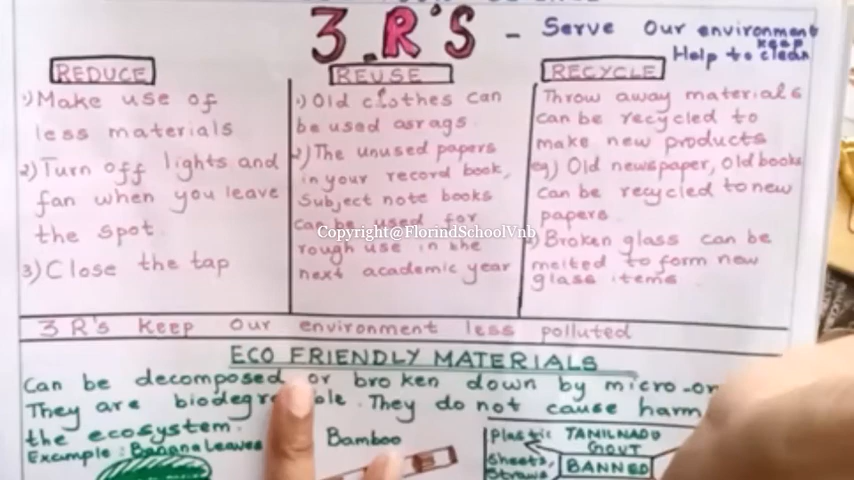 3.R'S - Serve Our environment
Help to keep clean
REDUCE
1) Make use of
less materials
2) Turn off lights and
fan when you leave
the spot
3) Close the tap
REUSE
1) Old clothes can
be used as rags.
2) The unused papers
in your record book,
Subject note books
can be used for
rough use in the
next academic year
RECYCLE
Throw away materials
can be recycled to
make new products
eg) Old newspaper, Old books
can be recycled to new
papers
Broken glass can be
melted to form new
glass items
Copyright@FlorindSchoolVnb
3 R's Keep Our environment less polluted
ECO FRIENDLY MATERIALS
Can be decomposed or broken down by micro-or
They are . They do not cause harm
the ecosystem.
Example : Banana Leaves
Bamboo
Plastic
Sheets,
Straws
TAMILNADU
GOVT
BANNED